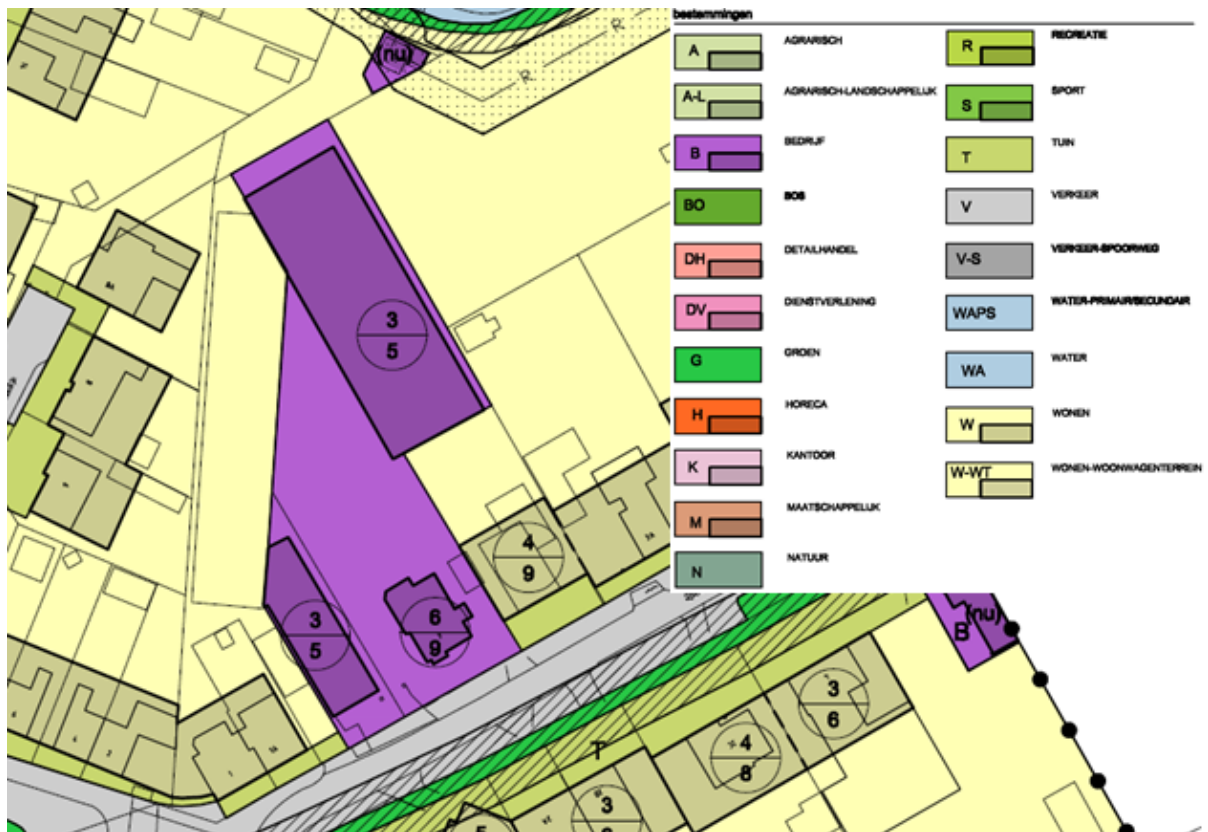 bestemmingen
A AGRARISCH
A-L AGRARISCH-LANDSCHAPPELIJK
B BEDRIJF
BO BOS
DH DETAILHANDEL
DV DIENSTVERLENING
G GROEN
H HORECA
K KANTOOR
M MAATSCHAPPELIJK
N NATUUR
R RECREATIE
S SPORT
T TUIN
V VERKEER
V-S VERKEER-SPOORWEG
WAPS WATER-PRIMAIR/SECUNDAIR
WA WATER
W WONEN
W-WT WONEN-WOONWAGENTERREIN
(nu)
3
5
4
9
3
5
6
9
B (nu)
3
6
4
8
T
3